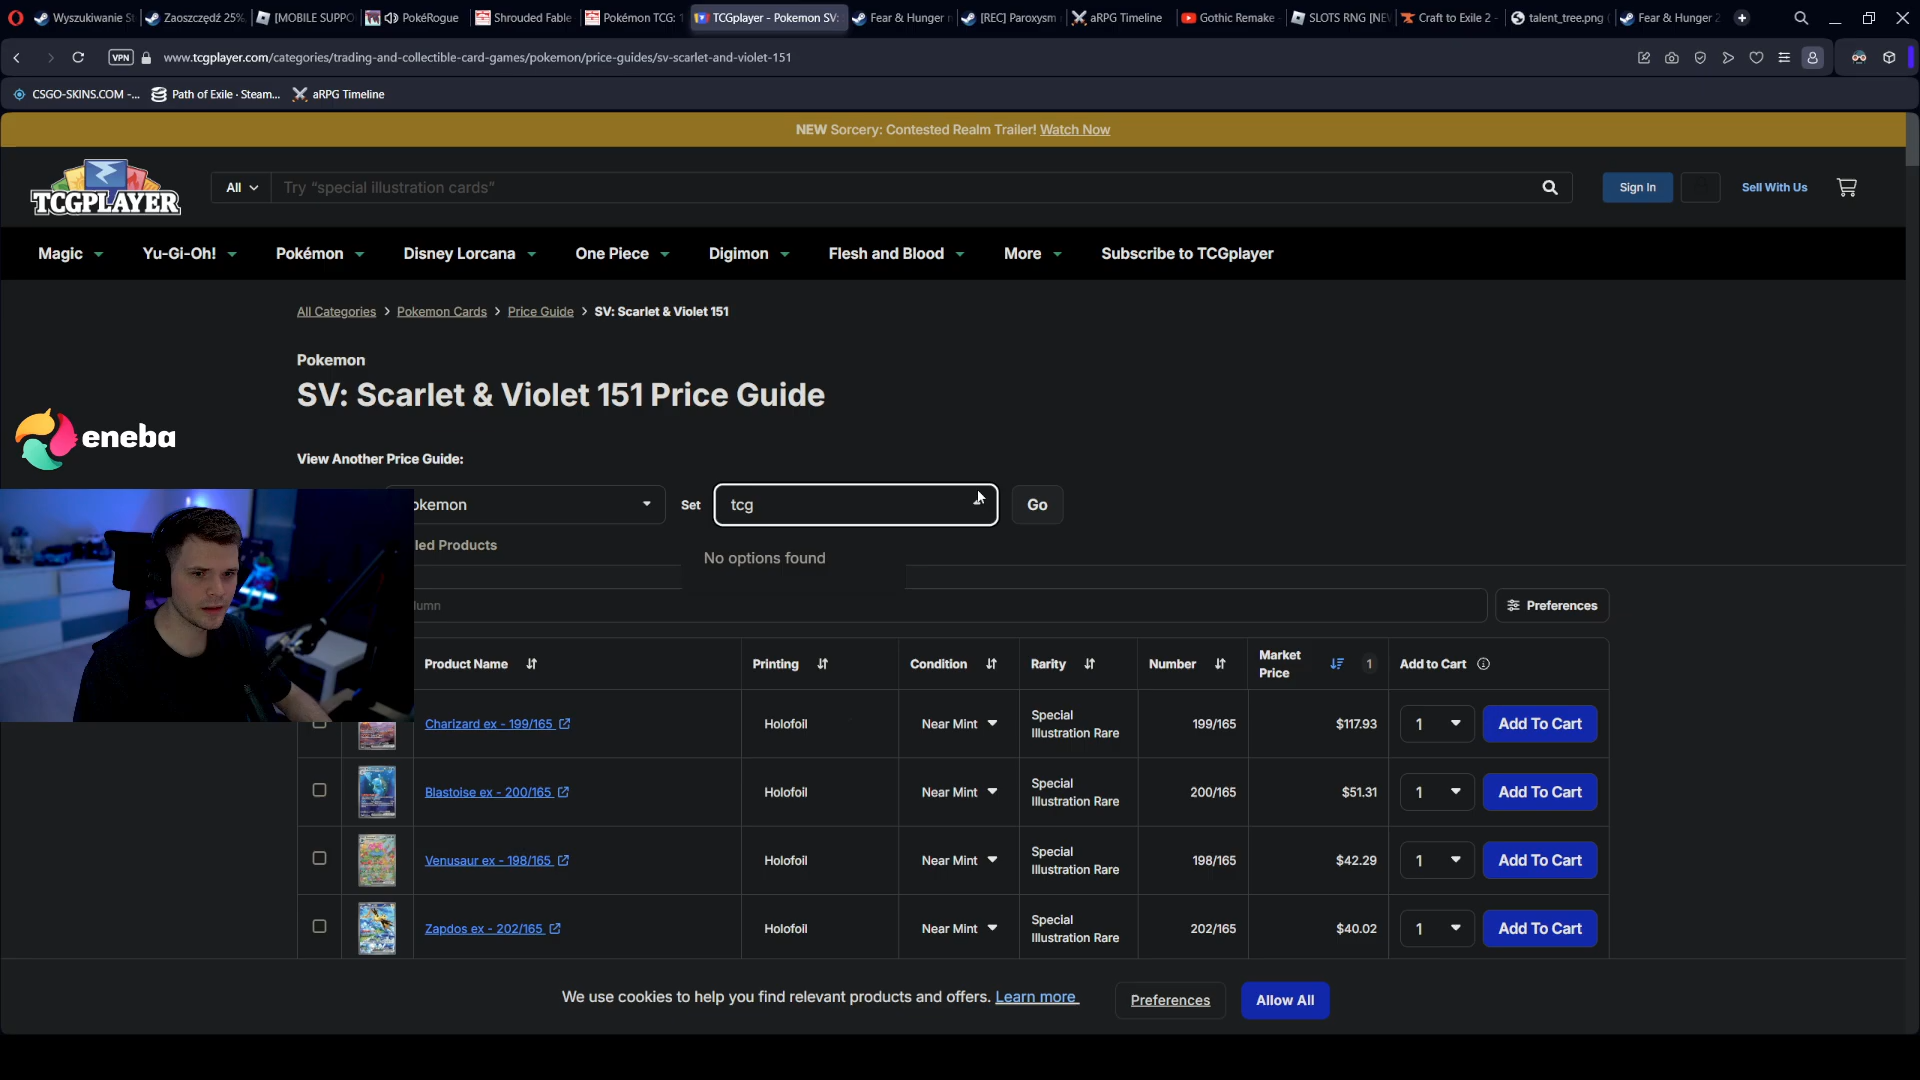 Wyszukiwanie St
Zaoszczędź 25%
[MOBILE SUPPO
PokéRogue
Shrouded Fable
Pokémon TCG:
TCGplayer - Pokemon SV:
Fear & Hunger
[REC] Paroxysm
aRPG Timeline
Gothic Remake
SLOTS RNG [NE
Craft to Exile 2 -
talent_tree.png
Fear & Hunger 2
VPN
www.tcgplayer.com/categories/trading-and-collectible-card-games/pokemon/price-guides/sv-scarlet-and-violet-151
CSGO-SKINS.COM -...
Path of Exile · Steam...
aRPG Timeline
NEW Sorcery: Contested Realm Trailer! Watch Now
TCGPLAYER
All
Try "special illustration cards"
Sign In
Sell With Us
Magic
Yu-Gi-Oh!
Pokémon
Disney Lorcana
One Piece
Digimon
Flesh and Blood
More
Subscribe to TCGplayer
All Categories > Pokemon Cards > Price Guide > SV: Scarlet & Violet 151
Pokemon
SV: Scarlet & Violet 151 Price Guide
eneba
View Another Price Guide:
okemon
Set
tcg
Go
led Products
No options found
lumn
Preferences
Product Name
Printing
Condition
Rarity
Number
Market
Price
1
Add to Cart
Charizard ex - 199/165
Holofoil
Near Mint
Special
Illustration Rare
199/165
$117.93
1
Add To Cart
Blastoise ex - 200/165
Holofoil
Near Mint
Special
Illustration Rare
200/165
$51.31
1
Add To Cart
Venusaur ex - 198/165
Holofoil
Near Mint
Special
Illustration Rare
198/165
$42.29
1
Add To Cart
Zapdos ex - 202/165
Holofoil
Near Mint
Special
Illustration Rare
202/165
$40.02
1
Add To Cart
We use cookies to help you find relevant products and offers. Learn more
Preferences
Allow All